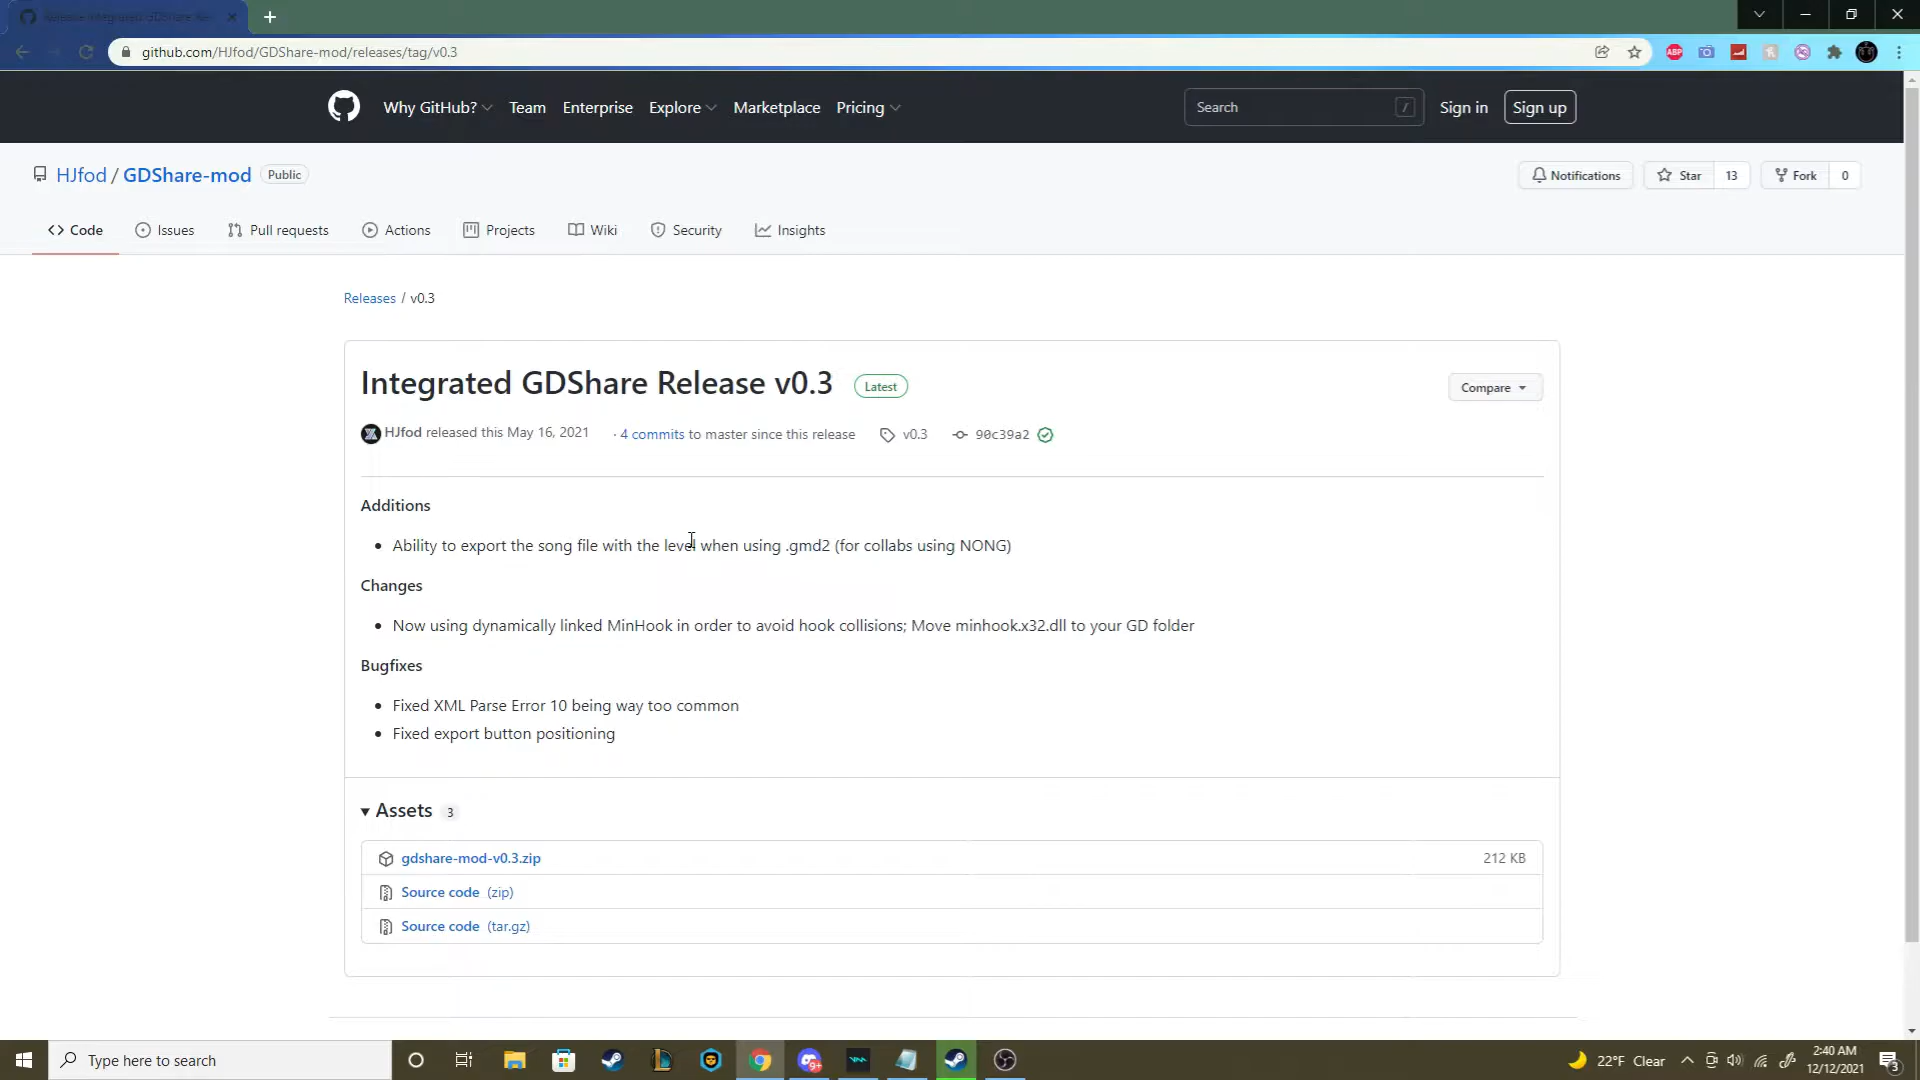 github.com/HJfod/GDShare-mod/releases/tag/v0.3
ABP
Why GitHub?
Team
Enterprise
Explore
Marketplace
Pricing
Search
/
Sign in
Sign up
HJfod / GDShare-mod
Public
Notifications
Star
13
Fork
0
Code
Issues
Pull requests
Actions
Projects
Wiki
Security
Insights
Releases / v0.3
Integrated GDShare Release v0.3
Latest
Compare
HJfod released this May 16, 2021
· 4 commits to master since this release
v0.3
90c39a2
Additions
• Ability to export the song file with the level when using .gmd2 (for collabs using NONG)
Changes
• Now using dynamically linked MinHook in order to avoid hook collisions; Move minhook.x32.dll to your GD folder
Bugfixes
• Fixed XML Parse Error 10 being way too common
• Fixed export button positioning
Assets 3
gdshare-mod-v0.3.zip
212 KB
Source code (zip)
Source code (tar.gz)
Type here to search
9+
22°F Clear
2:40 AM
12/12/2021
3